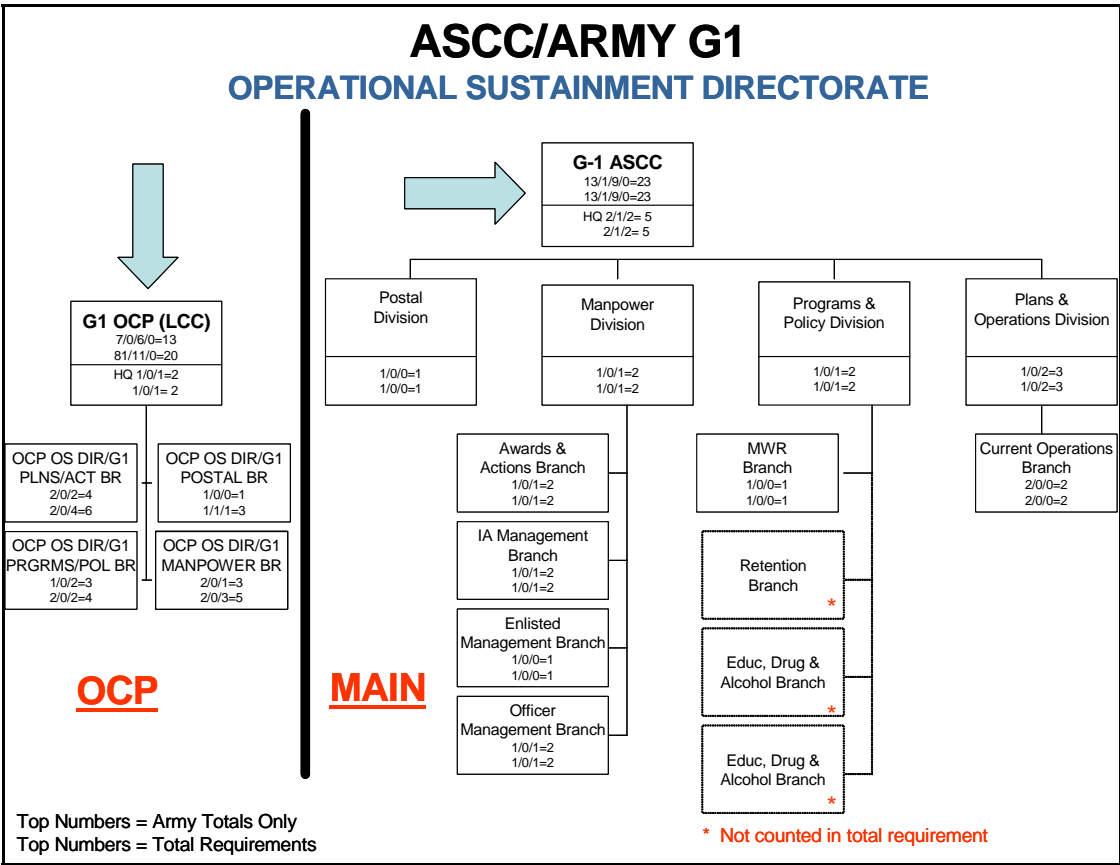 ASCC/ARMY G1
OPERATIONAL SUSTAINMENT DIRECTORATE
G1 OCP (LCC)
7/0/6/0=13
81/11/0=20
HQ 1/0/1=2
1/0/1= 2
OCP OS DIR/G1
PLNS/ACT BR
2/0/2=4
2/0/4=6
OCP OS DIR/G1
POSTAL BR
1/0/0=1
1/1/1=3
OCP OS DIR/G1
PRGRMS/POL BR
1/0/2=3
2/0/2=4
OCP OS DIR/G1
MANPOWER BR
2/0/1=3
2/0/3=5
OCP
G-1 ASCC
13/1/9/0=23
13/1/9/0=23
HQ 2/1/2= 5
2/1/2= 5
Postal
Division
1/0/0=1
1/0/0=1
Manpower
Division
1/0/1=2
1/0/1=2
Programs &
Policy Division
1/0/1=2
1/0/1=2
Plans &
Operations Division
1/0/2=3
1/0/2=3
Awards &
Actions Branch
1/0/1=2
1/0/1=2
IA Management
Branch
1/0/1=2
1/0/1=2
Enlisted
Management Branch
1/0/0=1
1/0/0=1
Officer
Management Branch
1/0/1=2
1/0/1=2
MWR
Branch
1/0/0=1
1/0/0=1
Retention
Branch
*
Educ, Drug &
Alcohol Branch
*
Educ, Drug &
Alcohol Branch
*
Current Operations
Branch
2/0/0=2
2/0/0=2
MAIN
Top Numbers = Army Totals Only
Top Numbers = Total Requirements
* Not counted in total requirement